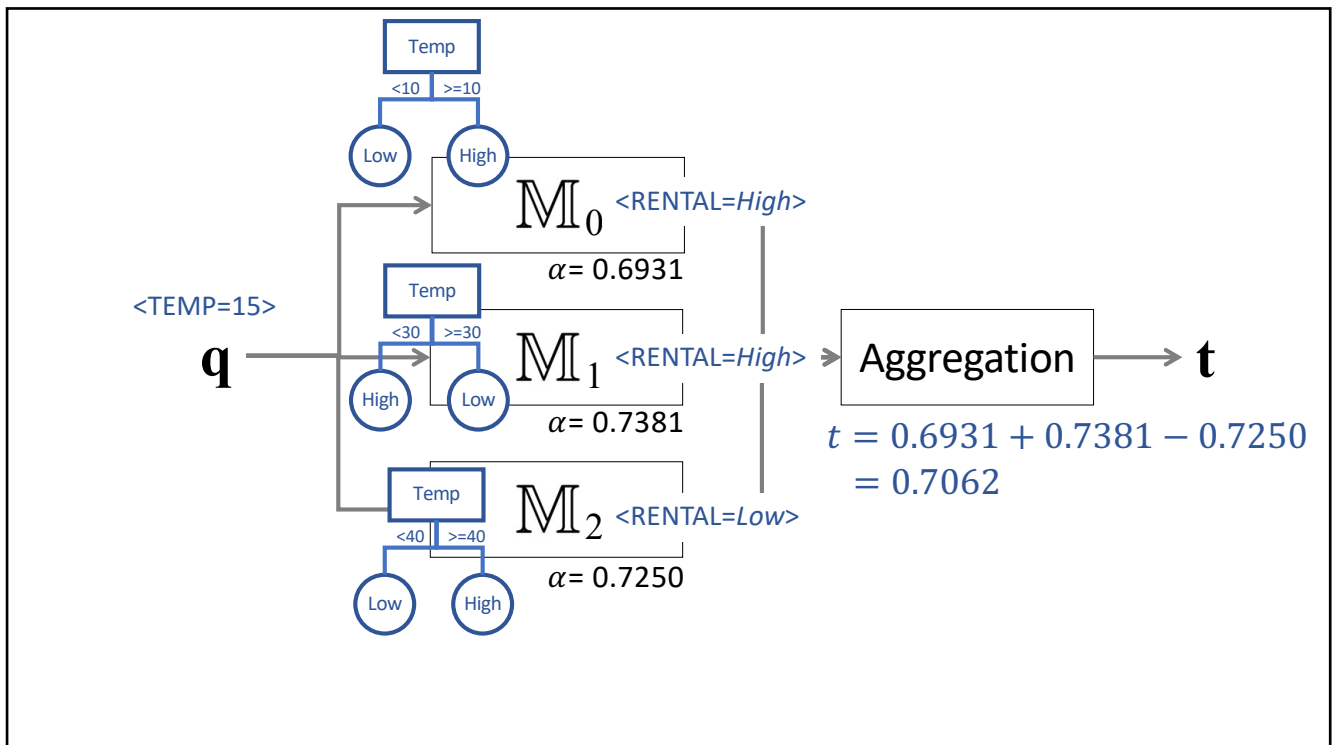 Temp
<10 >=10
Low High
𝕄0 <RENTAL=High>
α= 0.6931
<TEMP=15>
q
Temp
<30 >=30
High Low
𝕄1 <RENTAL=High>
α= 0.7381
Temp
<40 >=40
Low High
𝕄2 <RENTAL=Low>
α= 0.7250
Aggregation
t
t = 0.6931 + 0.7381 − 0.7250
= 0.7062